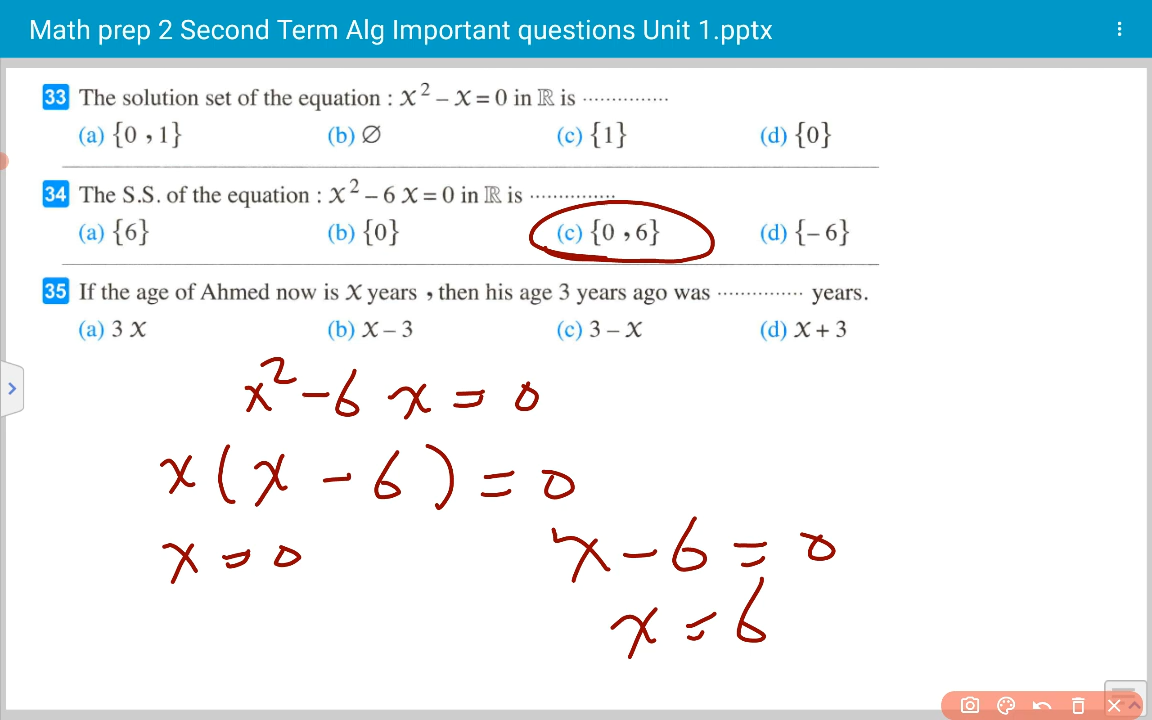 Math prep 2 Second Term Alg Important questions Unit 1.pptx
33 The solution set of the equation : x² – x = 0 in ℝ is ··············
(a) {0 , 1} (b) ∅ (c) {1} (d) {0}
34 The S.S. of the equation : x² – 6 x = 0 in ℝ is ··············
(a) {6} (b) {0} (c) {0 , 6} (d) {– 6}
35 If the age of Ahmed now is x years , then his age 3 years ago was ·············· years.
(a) 3 x (b) x – 3 (c) 3 – x (d) x + 3
x² – 6 x = 0
x ( x – 6 ) = 0
x = 0 x – 6 = 0
x = 6